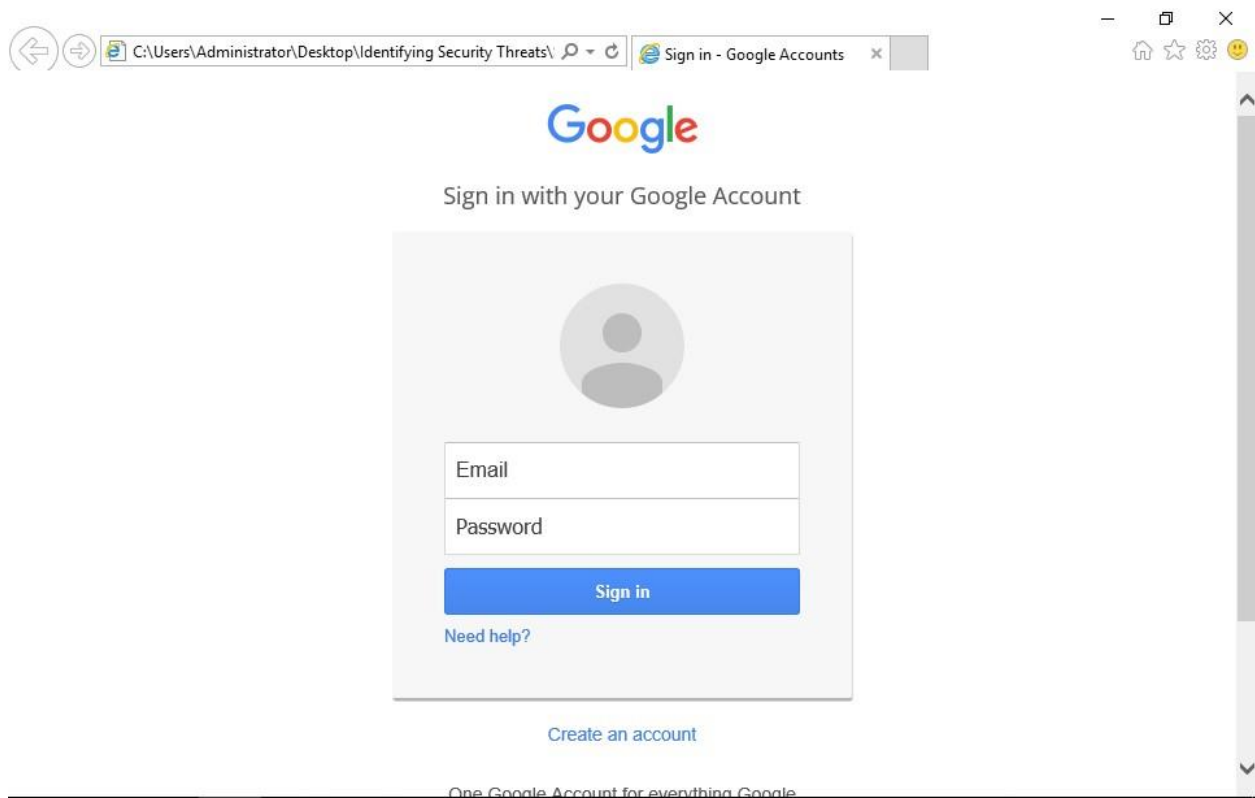 C:\Users\Administrator\Desktop\Identifying Security Threats\
Sign in - Google Accounts
Google
Sign in with your Google Account
Email
Password
Sign in
Need help?
Create an account
One Google Account for everything Google